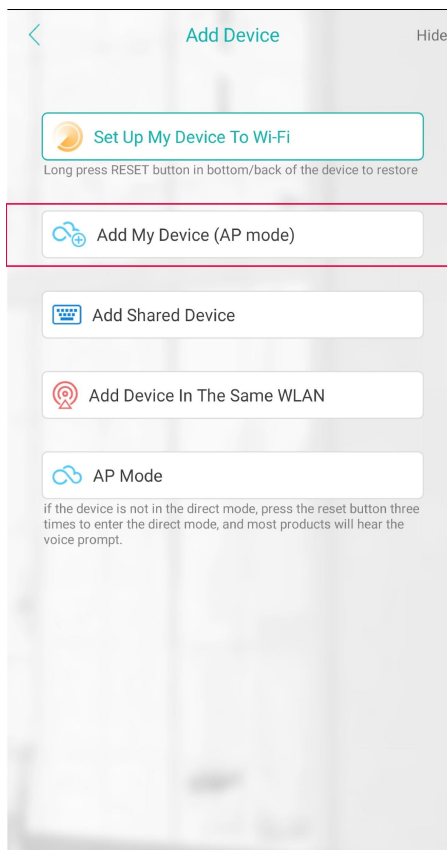 Add Device
Hide
Set Up My Device To Wi-Fi
Long press RESET button in bottom/back of the device to restore
Add My Device (AP mode)
Add Shared Device
Add Device In The Same WLAN
AP Mode
if the device is not in the direct mode, press the reset button three
times to enter the direct mode, and most products will hear the
voice prompt.